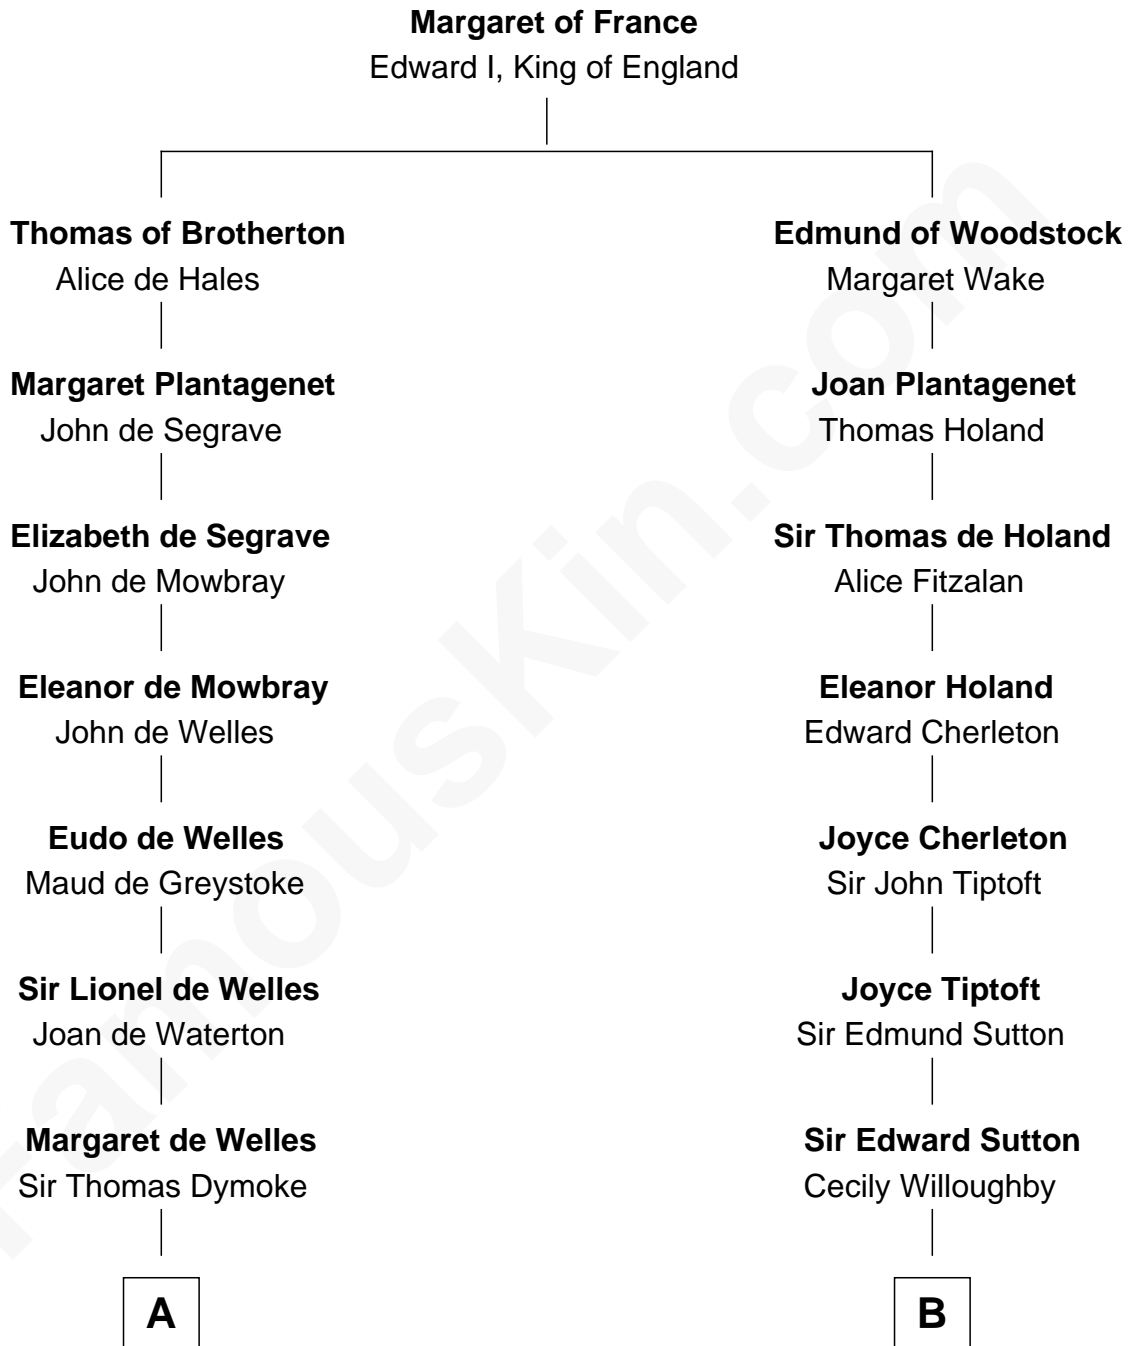 Margaret of France
Edward I, King of England
Thomas of Brotherton
Alice de Hales
Edmund of Woodstock
Margaret Wake
Margaret Plantagenet
John de Segrave
Joan Plantagenet
Thomas Holand
Elizabeth de Segrave
John de Mowbray
Sir Thomas de Holand
Alice Fitzalan
Eleanor de Mowbray
John de Welles
Eleanor Holand
Edward Cherleton
Eudo de Welles
Maud de Greystoke
Joyce Cherleton
Sir John Tiptoft
Sir Lionel de Welles
Joan de Waterton
Joyce Tiptoft
Sir Edmund Sutton
Margaret de Welles
Sir Thomas Dymoke
Sir Edward Sutton
Cecily Willoughby
A
B
FamousKin.com